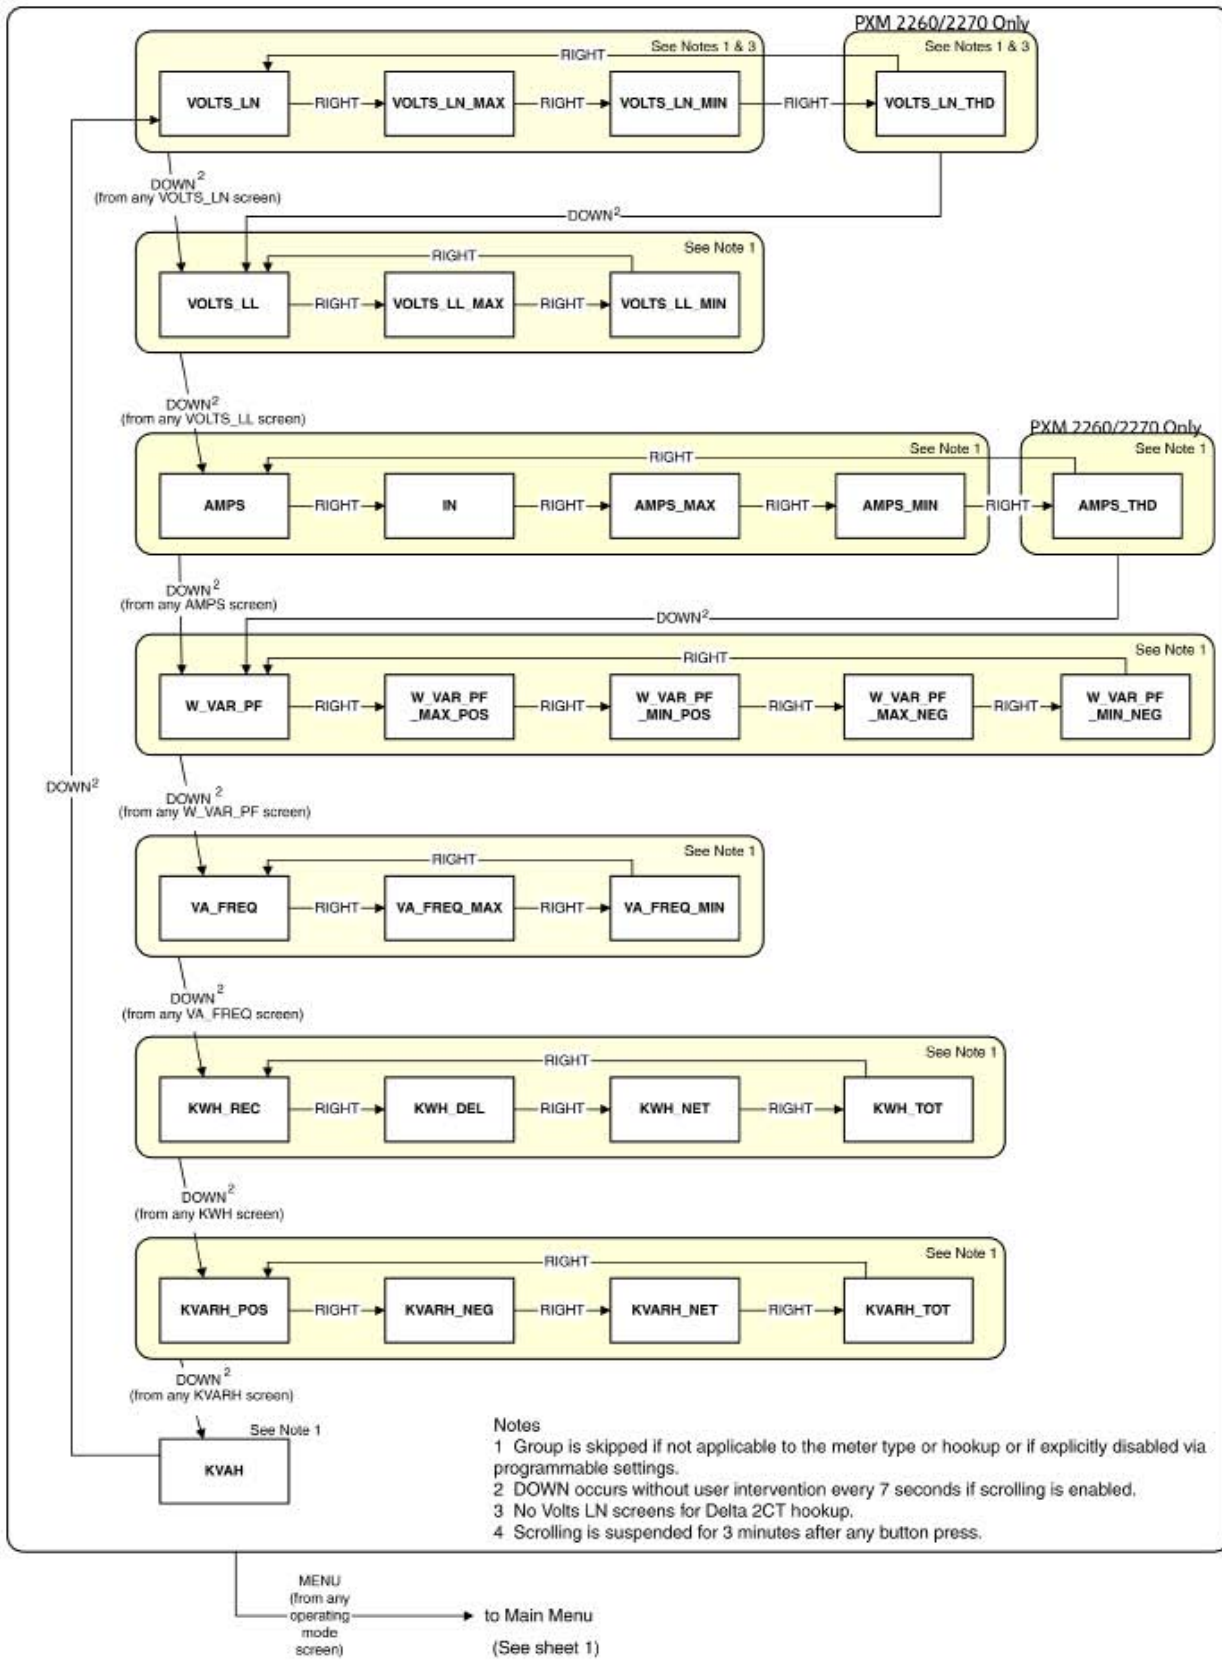 PXM 2260/2270 Only
See Notes 1 & 3
See Notes 1 & 3
RIGHT
VOLTS_LN
RIGHT
VOLTS_LN_MAX
RIGHT
VOLTS_LN_MIN
RIGHT
VOLTS_LN_THD
DOWN2
(from any VOLTS_LN screen)
DOWN2
See Note 1
RIGHT
VOLTS_LL
RIGHT
VOLTS_LL_MAX
RIGHT
VOLTS_LL_MIN
DOWN2
(from any VOLTS_LL screen)
PXM 2260/2270 Only
See Note 1
See Note 1
RIGHT
AMPS
RIGHT
IN
RIGHT
AMPS_MAX
RIGHT
AMPS_MIN
RIGHT
AMPS_THD
DOWN2
(from any AMPS screen)
DOWN2
See Note 1
RIGHT
W_VAR_PF
RIGHT
W_VAR_PF
_MAX_POS
RIGHT
W_VAR_PF
_MIN_POS
RIGHT
W_VAR_PF
_MAX_NEG
RIGHT
W_VAR_PF
_MIN_NEG
DOWN2
DOWN2
(from any W_VAR_PF screen)
See Note 1
RIGHT
VA_FREQ
RIGHT
VA_FREQ_MAX
RIGHT
VA_FREQ_MIN
DOWN2
(from any VA_FREQ screen)
See Note 1
RIGHT
KWH_REC
RIGHT
KWH_DEL
RIGHT
KWH_NET
RIGHT
KWH_TOT
DOWN2
(from any KWH screen)
See Note 1
RIGHT
KVARH_POS
RIGHT
KVARH_NEG
RIGHT
KVARH_NET
RIGHT
KVARH_TOT
DOWN2
(from any KVARH screen)
See Note 1
KVAH
Notes
1 Group is skipped if not applicable to the meter type or hookup or if explicitly disabled via
programmable settings.
2 DOWN occurs without user intervention every 7 seconds if scrolling is enabled.
3 No Volts LN screens for Delta 2CT hookup.
4 Scrolling is suspended for 3 minutes after any button press.
MENU
(from any
operating
mode
screen)
to Main Menu
(See sheet 1)